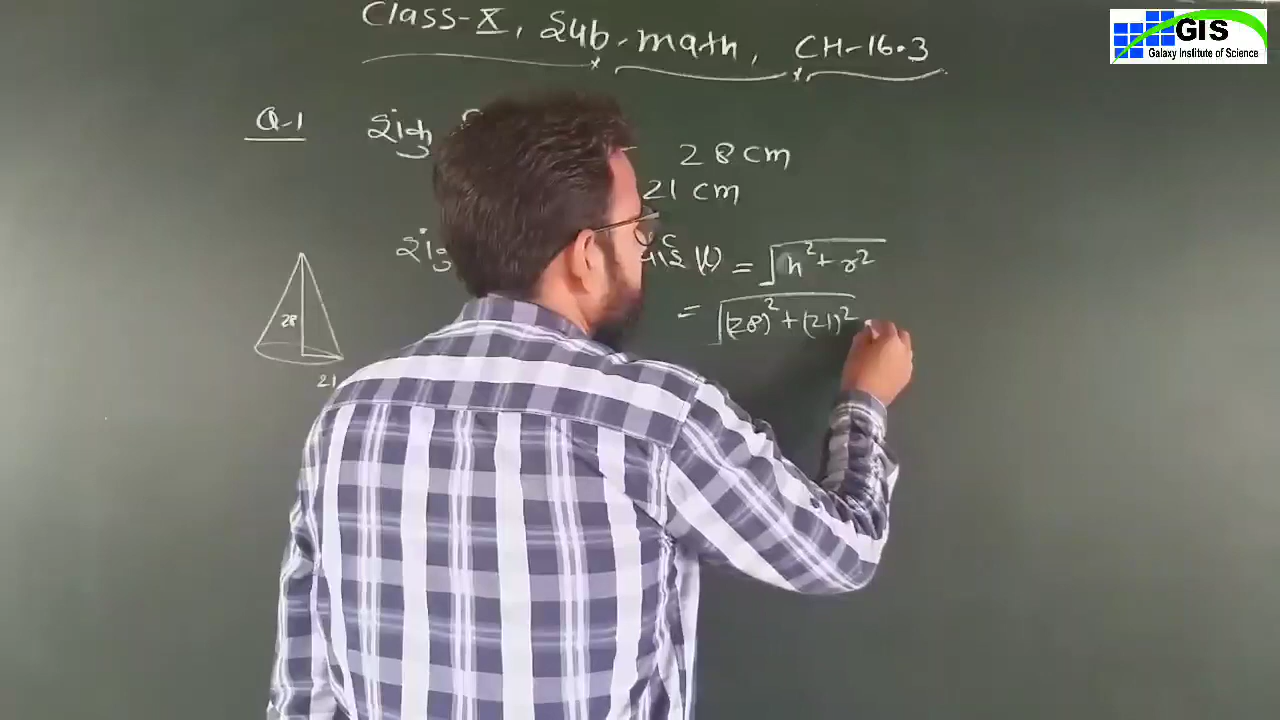 Class-X, Sub-math, CH-16.3
GIS
Galaxy Institute of Science
Q-1
28 cm
21 cm
(l) = √h²+r²
= √(28)²+(21)²
28
21